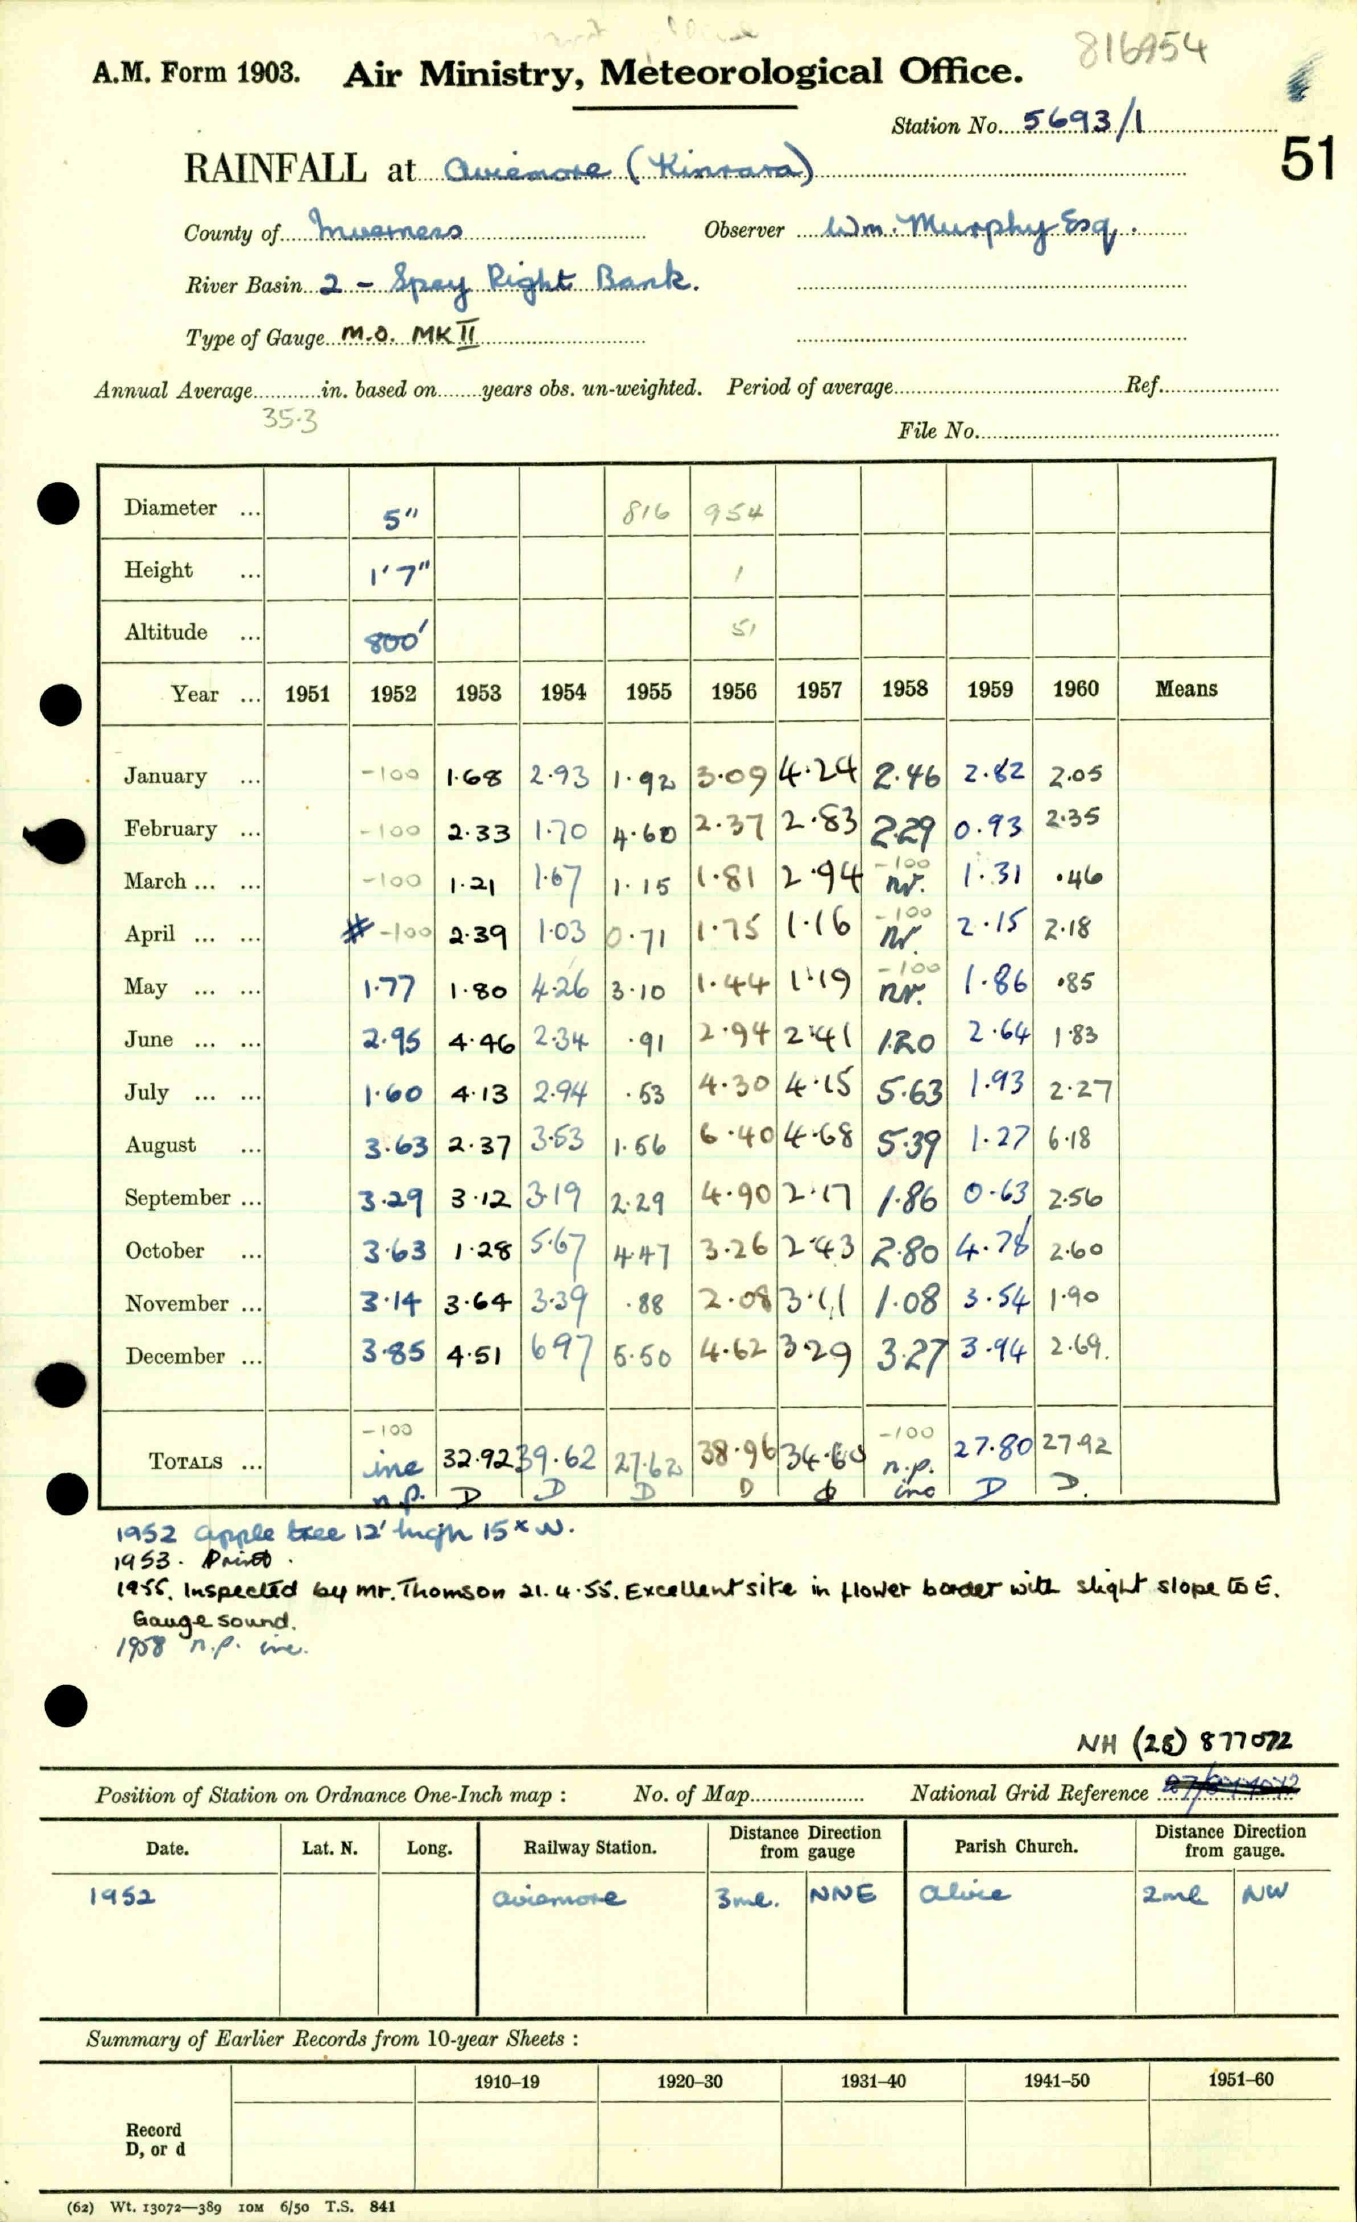 816954
A.M. Form 1903. Air Ministry, Meteorological Office.
Station No. 5693/1
51
RAINFALL at Aviemore (Kinrara)
County of Inverness Observer Wm. Murphy Esq.
River Basin 2 - Spey Right Bank.
Type of Gauge M.O. MK II
Annual Average in. based on years obs. un-weighted. Period of average Ref.
35.3
File No.
Diameter ... 5" 816 954
Height ... 1'7" 1
Altitude ... 800' 51
Year ... 1951 1952 1953 1954 1955 1956 1957 1958 1959 1960 Means
January ... -100 1.68 2.93 1.92 3.09 4.24 2.46 2.82 2.05
February ... -100 2.33 1.70 4.60 2.37 2.83 2.29 0.93 2.35
March ... ... -100 1.21 1.67 1.15 1.81 2.94 -100 nr. 1.31 .46
April ... ... # -100 2.39 1.03 0.71 1.75 1.16 -100 nr. 2.15 2.18
May ... ... 1.77 1.80 4.26 3.10 1.44 1.19 -100 nr. 1.86 .85
June ... ... 2.95 4.46 2.34 .91 2.94 2.41 1.20 2.64 1.83
July ... ... 1.60 4.13 2.94 .53 4.30 4.15 5.63 1.93 2.27
August ... 3.63 2.37 3.53 1.56 6.40 4.68 5.39 1.27 6.18
September ... 3.29 3.12 3.19 2.29 4.90 2.17 1.86 0.63 2.56
October ... 3.63 1.28 5.67 4.47 3.26 2.43 2.80 4.78 2.60
November ... 3.14 3.64 3.39 .88 2.08 3.11 1.08 3.54 1.90
December ... 3.85 4.51 6.97 5.50 4.62 3.29 3.27 3.94 2.69.
-100 -100
TOTALS ... inc 32.92 39.62 27.62 38.96 34.60 n.p. 27.80 27.92
n.p. D D D D inc D D.
1952 Apple tree 12' high 15 x W.
1953. Print.
1955. Inspected by Mr. Thomson 21.4.55. Excellent site in flower border with slight slope to E.
Gauge sound.
1958 n.p. inc.
NH (28) 877072
Position of Station on Ordnance One-Inch map : No. of Map National Grid Reference
Date. Lat. N. Long. Railway Station. Distance Direction from gauge Parish Church. Distance Direction from gauge.
1952 Aviemore 3ml. NNE Alvie 2ml NW
Summary of Earlier Records from 10-year Sheets :
1910–19 1920–30 1931–40 1941–50 1951–60
Record
D, or d
(62) Wt. 13072—389 10M 6/50 T.S. 841